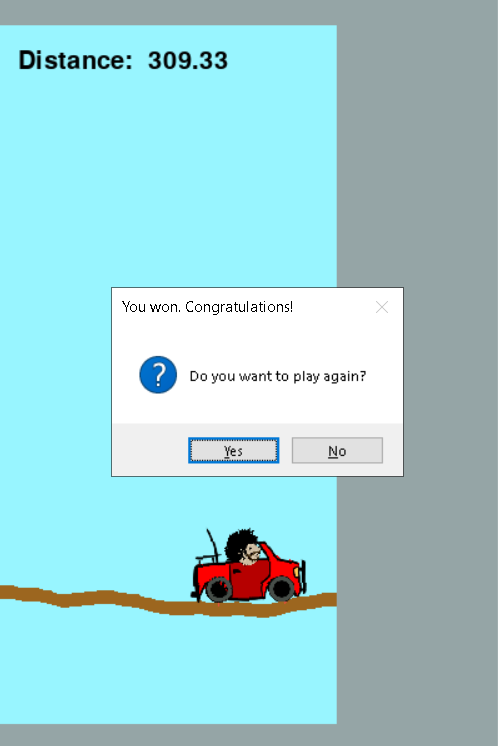 Distance: 309.33
You won. Congratulations!
?
Do you want to play again?
Yes
No